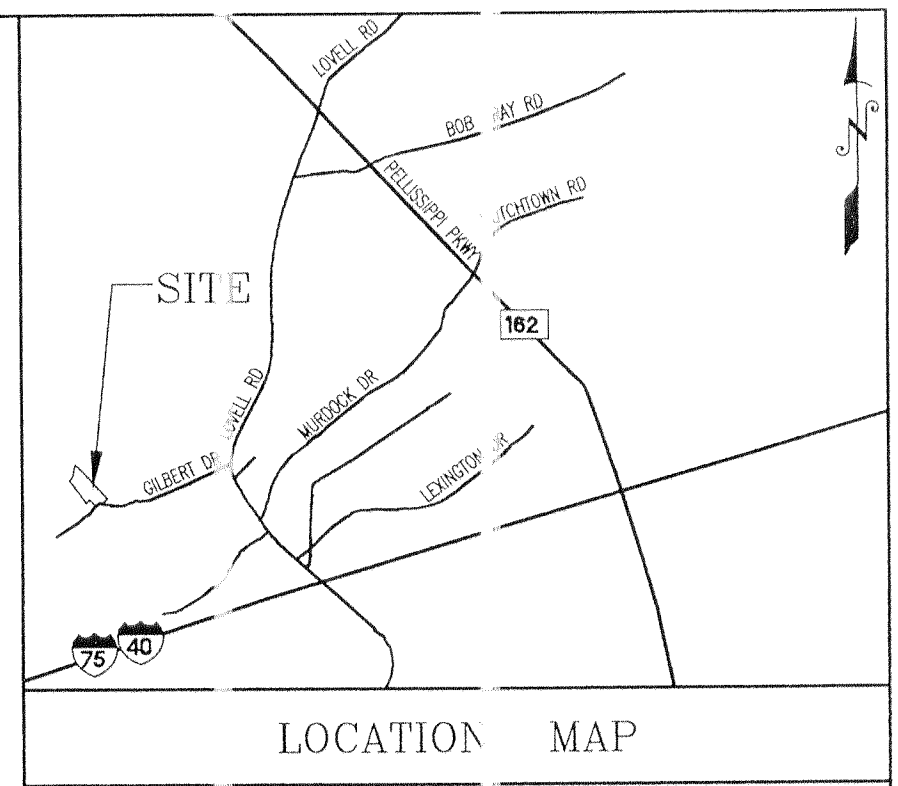 LOVELL RD
BOB RD
PELLISSIPPI PKWY
RD
SITE
N
162
LOVELL RD
MURDOCK DR
GILBERT DR
LEXINGTON DR
75
40
LOCATION MAP